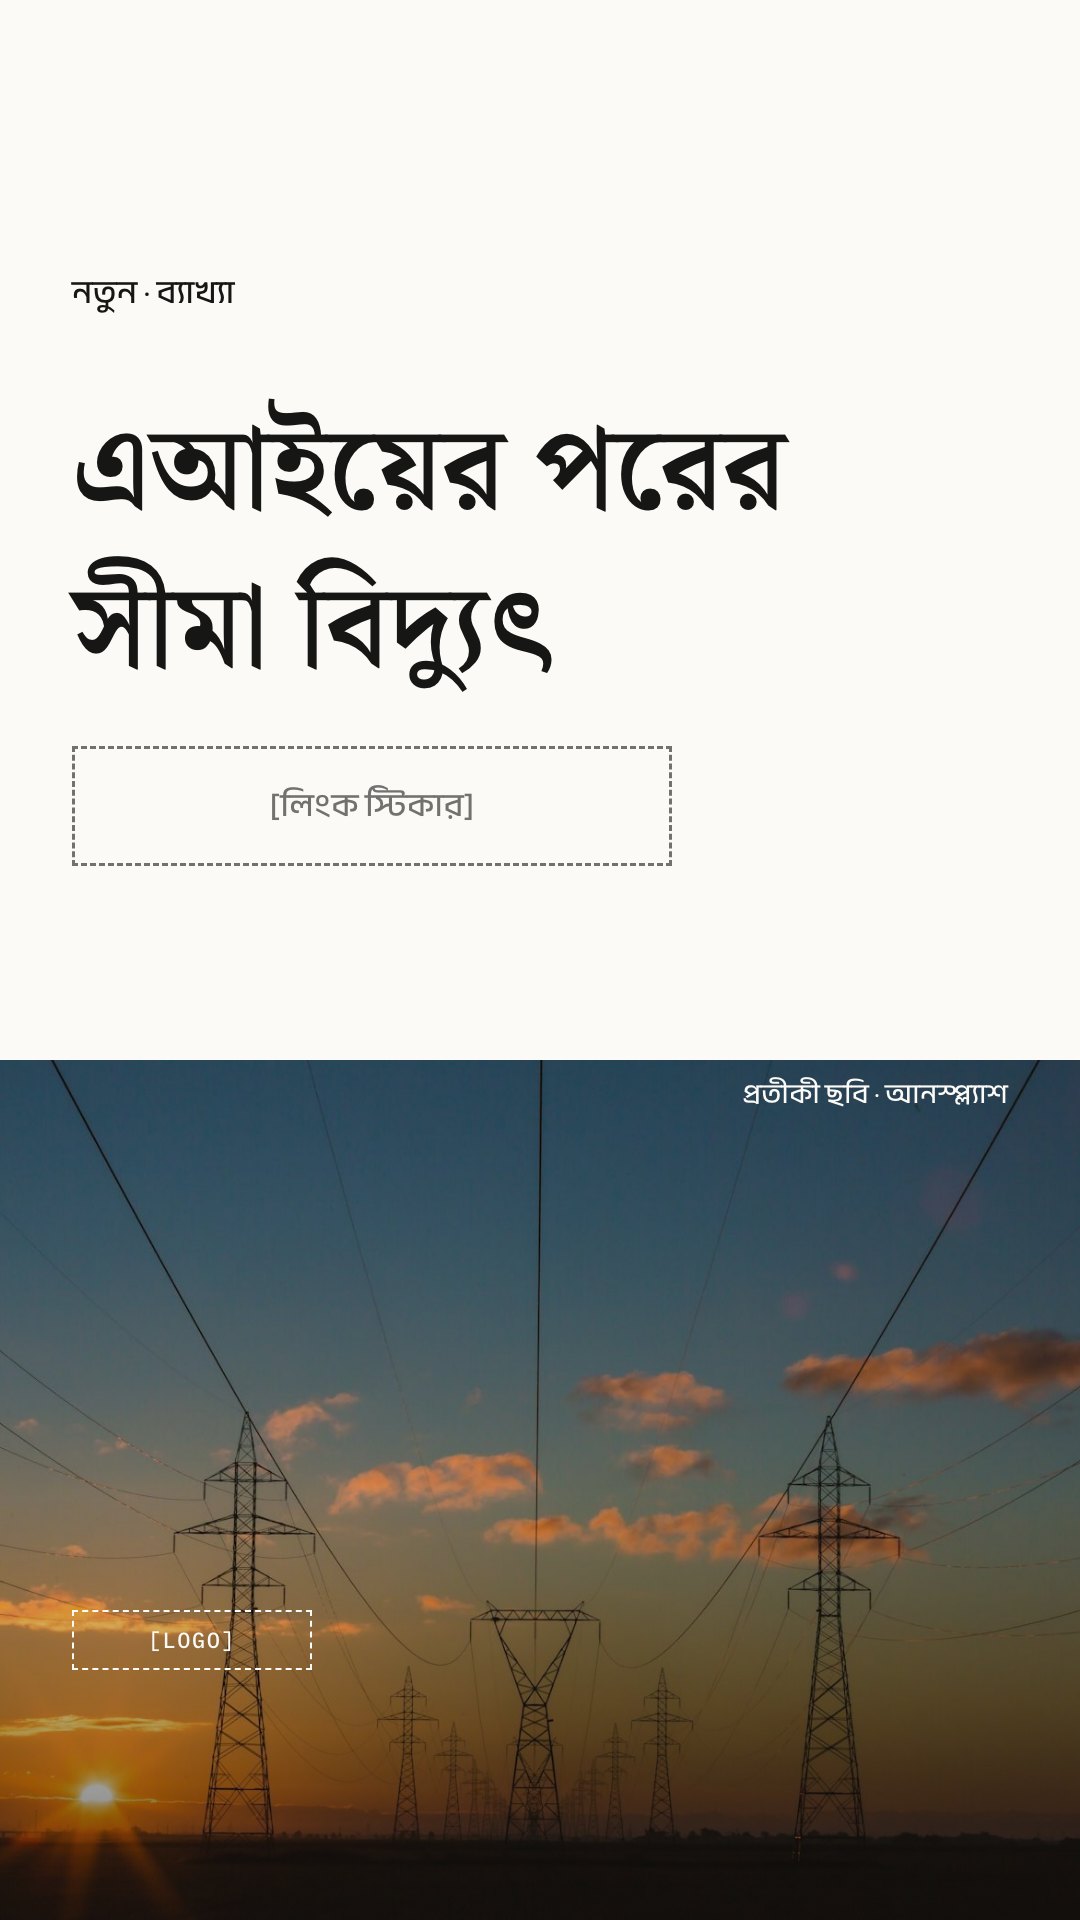 নতুন · ব্যাখ্যা
এআইয়ের পরের
সীমা বিদ্যুৎ
[লিংক স্টিকার]
প্রতীকী ছবি · আনস্প্ল্যাশ
[LOGO]